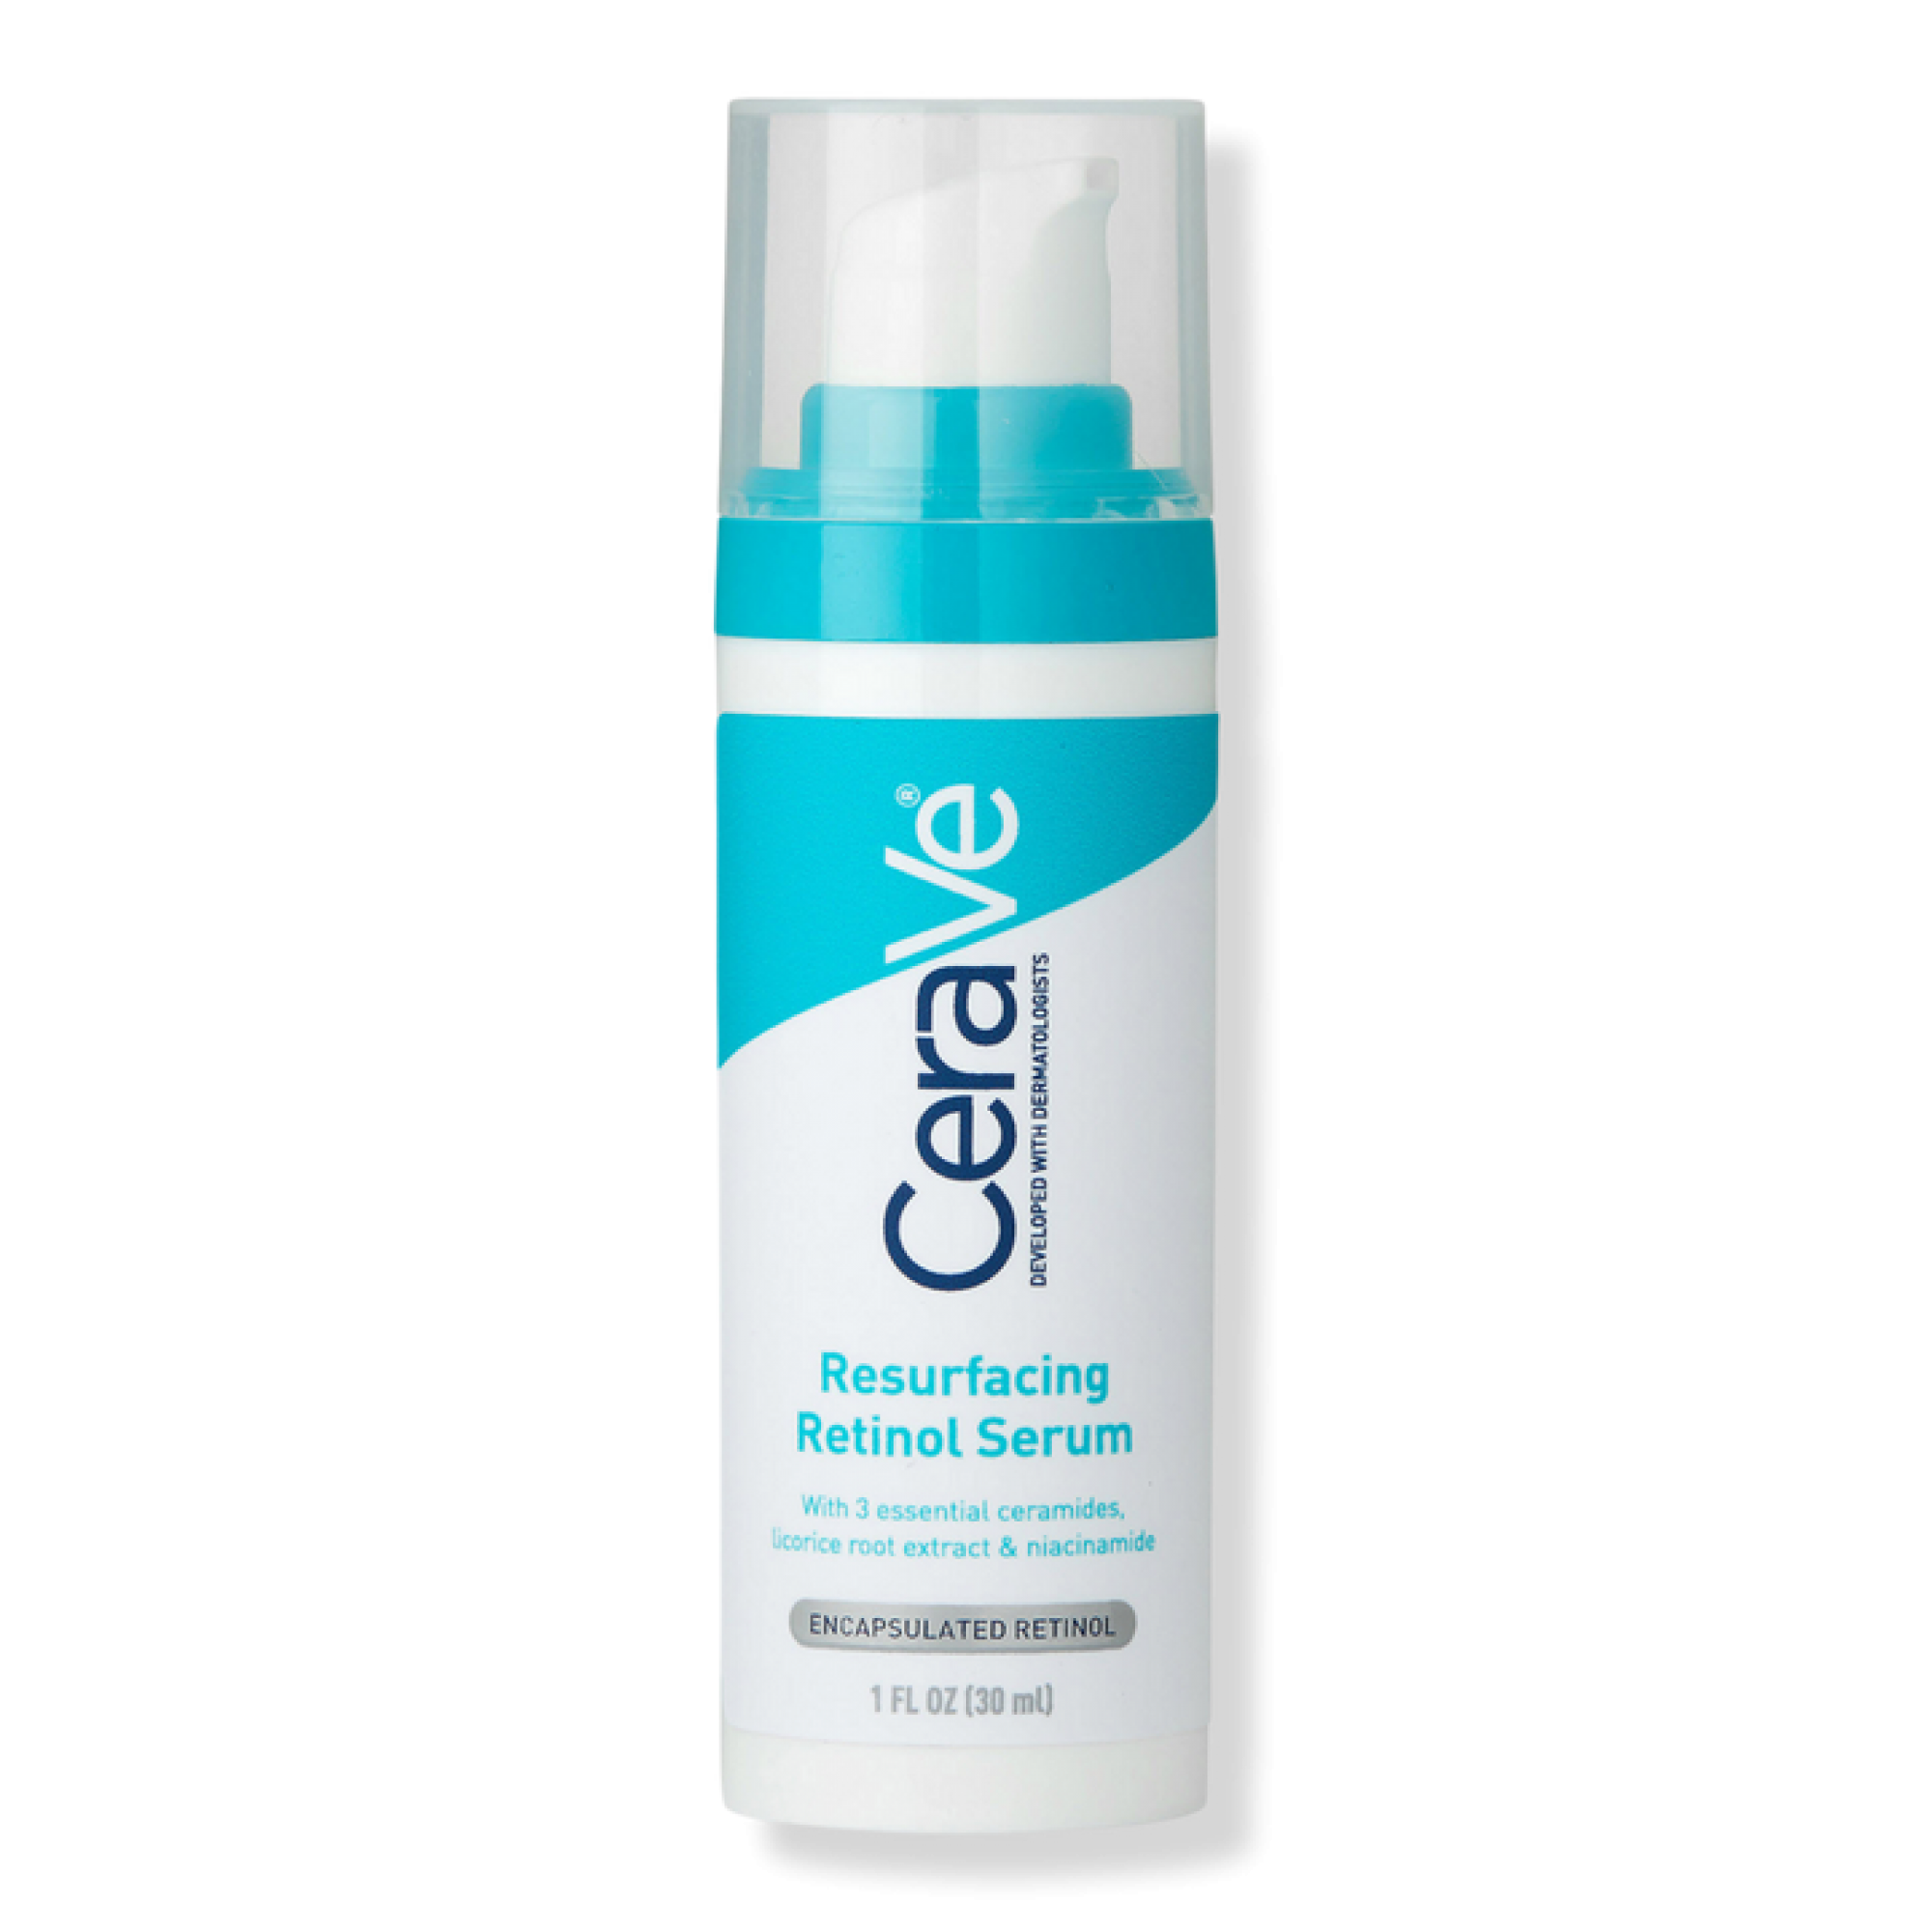 CeraVe®
DEVELOPED WITH DERMATOLOGISTS
Resurfacing
Retinol Serum
With 3 essential ceramides,
licorice root extract & niacinamide
ENCAPSULATED RETINOL
1 FL OZ (30 ml)